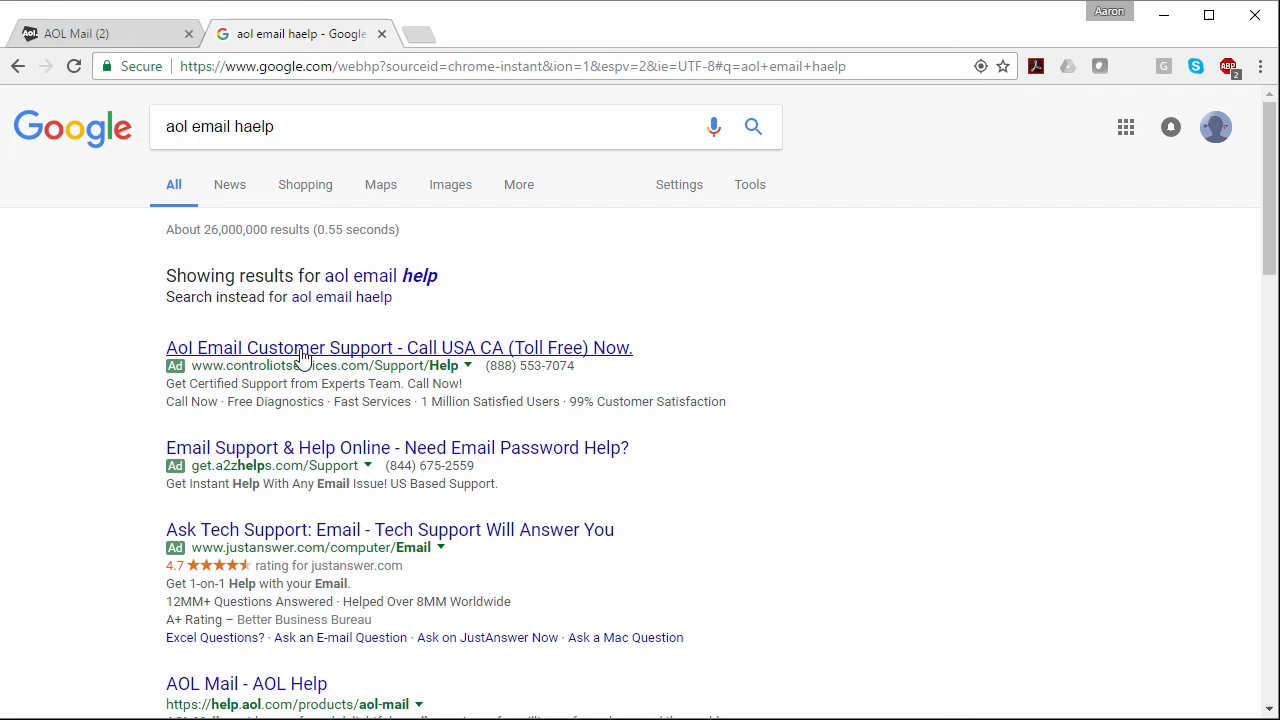 Aaron
AOL Mail (2)
aol email haelp - Google
Secure https://www.google.com/webhp?sourceid=chrome-instant&ion=1&espv=2&ie=UTF-8#q=aol+email+haelp
G
ABP
2
Google
aol email haelp
All News Shopping Maps Images More Settings Tools
About 26,000,000 results (0.55 seconds)
Showing results for aol email help
Search instead for aol email haelp
Aol Email Customer Support - Call USA CA (Toll Free) Now.
Ad www.controliotservices.com/Support/Help (888) 553-7074
Get Certified Support from Experts Team. Call Now!
Call Now · Free Diagnostics · Fast Services · 1 Million Satisfied Users · 99% Customer Satisfaction
Email Support & Help Online - Need Email Password Help?
Ad get.a2zhelps.com/Support (844) 675-2559
Get Instant Help With Any Email Issue! US Based Support.
Ask Tech Support: Email - Tech Support Will Answer You
Ad www.justanswer.com/computer/Email
4.7 rating for justanswer.com
Get 1-on-1 Help with your Email.
12MM+ Questions Answered · Helped Over 8MM Worldwide
A+ Rating – Better Business Bureau
Excel Questions? · Ask an E-mail Question · Ask on JustAnswer Now · Ask a Mac Question
AOL Mail - AOL Help
https://help.aol.com/products/aol-mail